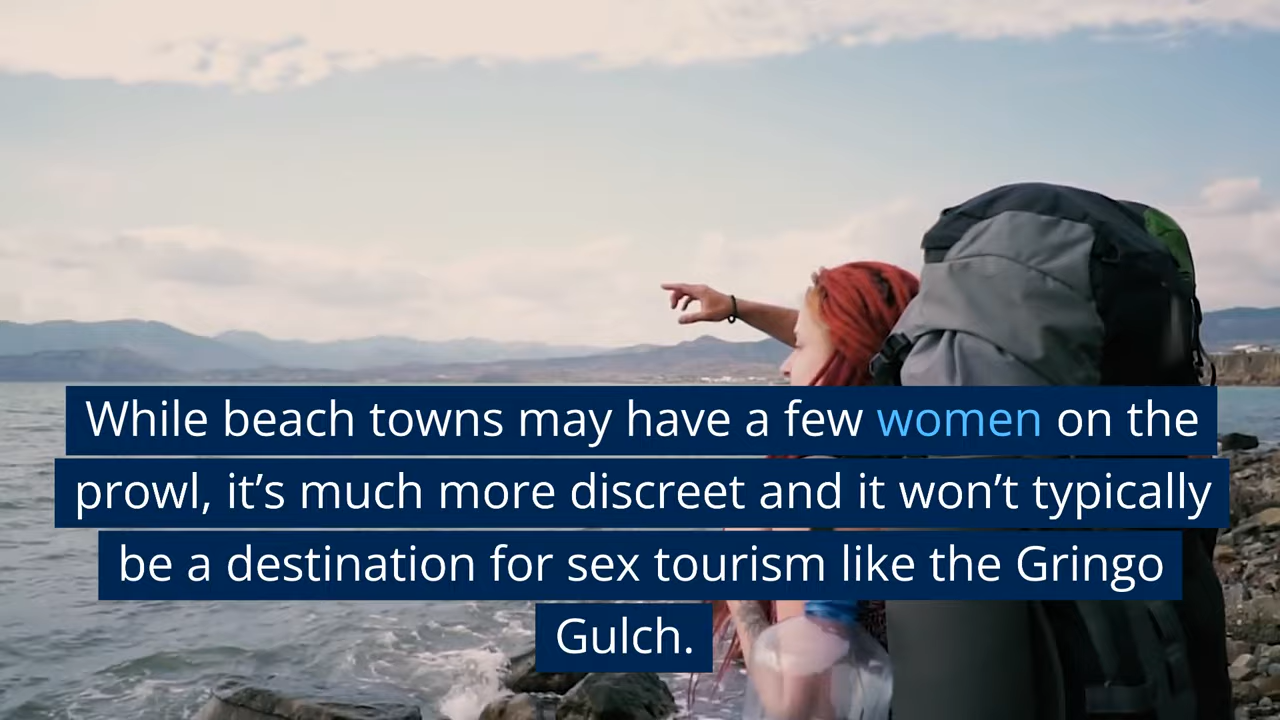 While beach towns may have a few women on the
prowl, it’s much more discreet and it won’t typically
be a destination for sex tourism like the Gringo
Gulch.